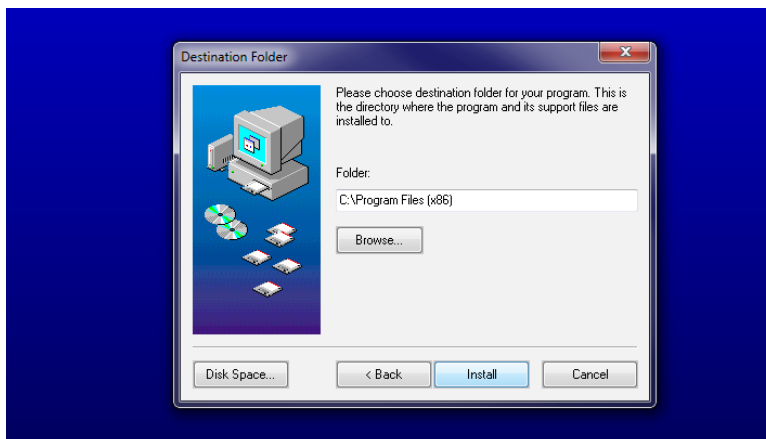 Destination Folder
Please choose destination folder for your program. This is
the directory where the program and its support files are
installed to.
Folder:
C:\Program Files (x86)
Browse...
Disk Space...
< Back
Install
Cancel